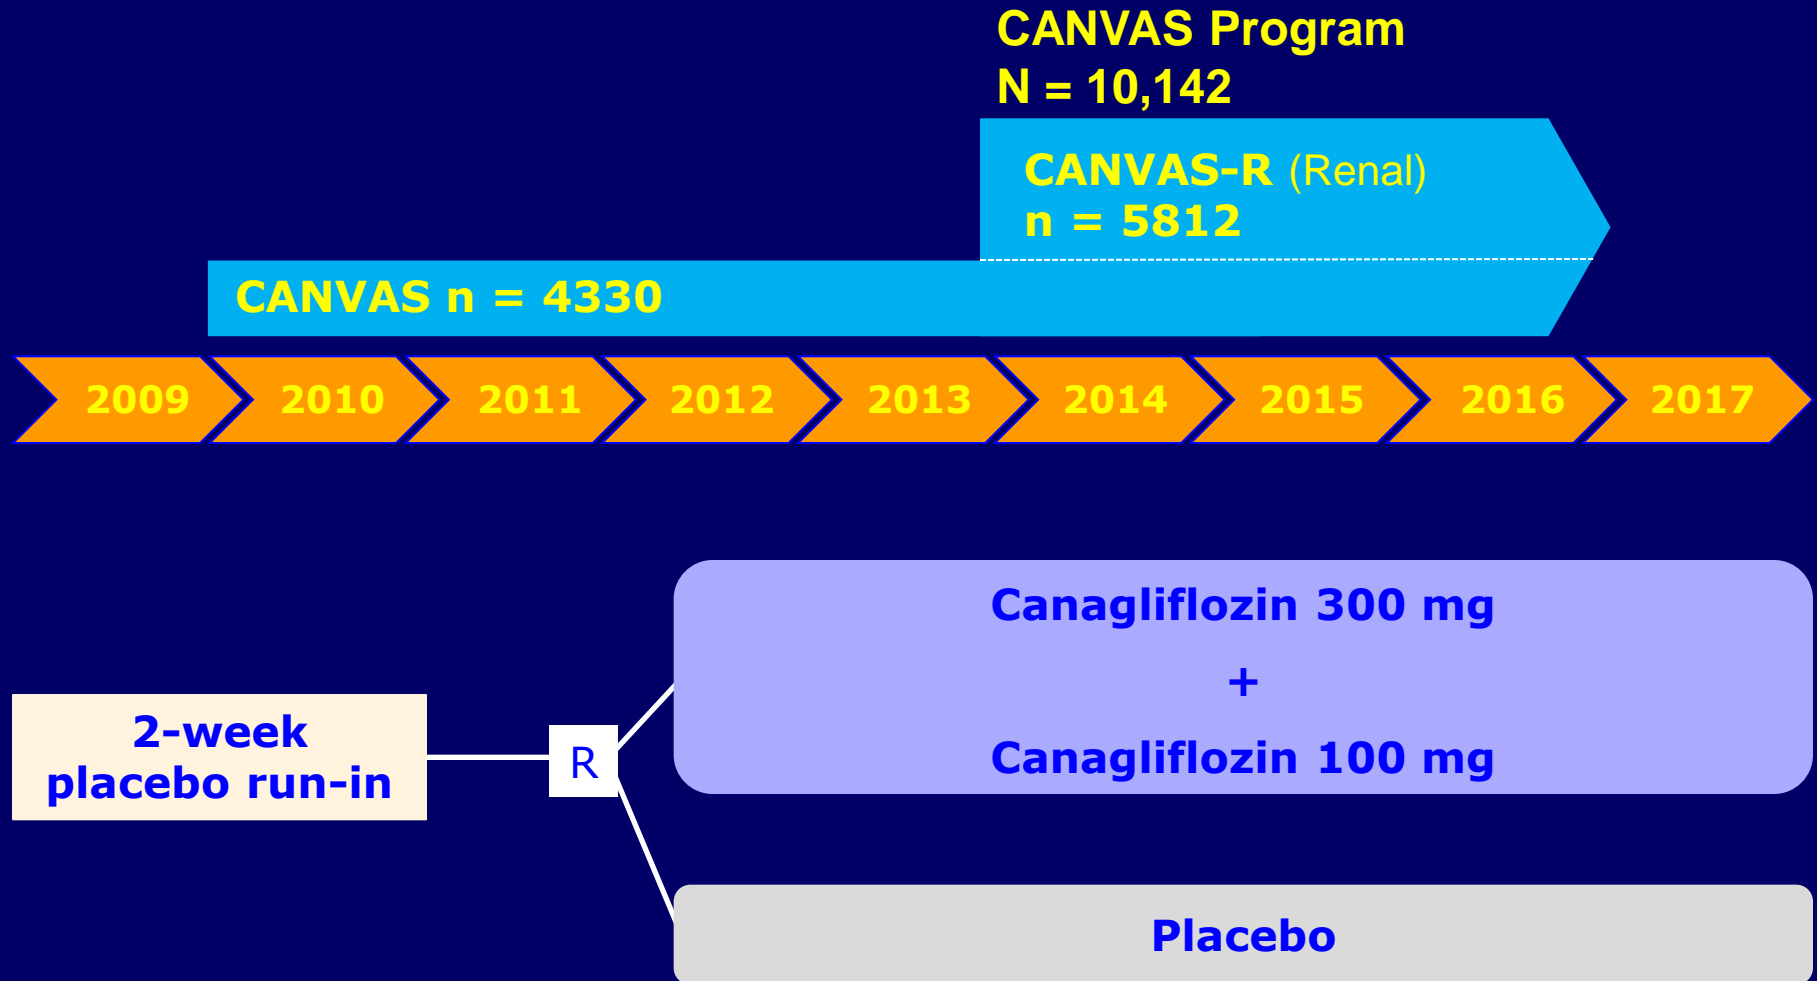 CANVAS Program
N = 10,142
CANVAS-R (Renal)
n = 5812
CANVAS n = 4330
2009 2010 2011 2012 2013 2014 2015 2016 2017
Canagliflozin 300 mg
+
Canagliflozin 100 mg
2-week
placebo run-in
R
Placebo